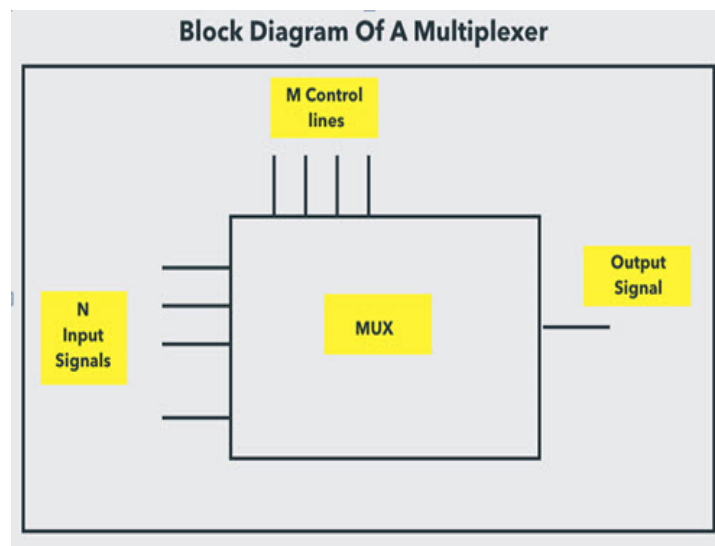 Block Diagram Of A Multiplexer
M Control
lines
Output
Signal
N
Input
Signals
MUX